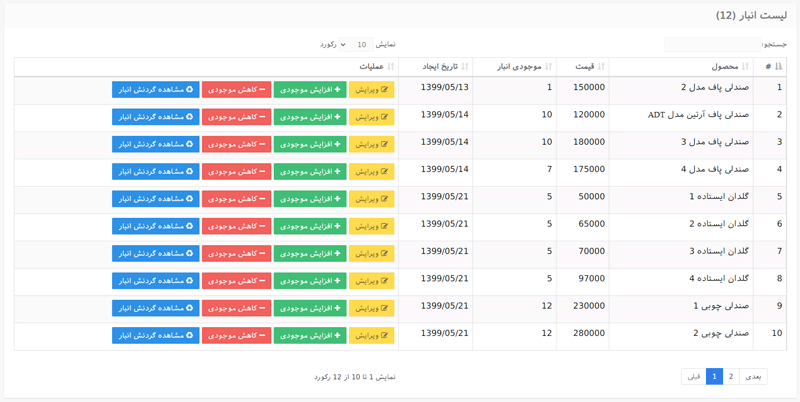 لیست انبار (12)
جستجو: نمایش 10 رکورد
# محصول قیمت موجودی انبار تاریخ ایجاد عملیات
1 صندلی پاف مدل 2 150000 1 1399/05/13 ویرایش افزایش موجودی کاهش موجودی مشاهده گردش انبار
2 صندلی پاف آرتین مدل ADT 120000 10 1399/05/14 ویرایش افزایش موجودی کاهش موجودی مشاهده گردش انبار
3 صندلی پاف مدل 3 180000 10 1399/05/14 ویرایش افزایش موجودی کاهش موجودی مشاهده گردش انبار
4 صندلی پاف مدل 4 175000 7 1399/05/14 ویرایش افزایش موجودی کاهش موجودی مشاهده گردش انبار
5 گلدان ایستاده 1 50000 5 1399/05/21 ویرایش افزایش موجودی کاهش موجودی مشاهده گردش انبار
6 گلدان ایستاده 2 65000 5 1399/05/21 ویرایش افزایش موجودی کاهش موجودی مشاهده گردش انبار
7 گلدان ایستاده 3 70000 5 1399/05/21 ویرایش افزایش موجودی کاهش موجودی مشاهده گردش انبار
8 گلدان ایستاده 4 97000 5 1399/05/21 ویرایش افزایش موجودی کاهش موجودی مشاهده گردش انبار
9 صندلی چوبی 1 230000 12 1399/05/21 ویرایش افزایش موجودی کاهش موجودی مشاهده گردش انبار
10 صندلی چوبی 2 280000 12 1399/05/21 ویرایش افزایش موجودی کاهش موجودی مشاهده گردش انبار
بعدی 2 1 قبلی نمایش 1 تا 10 از 12 رکورد